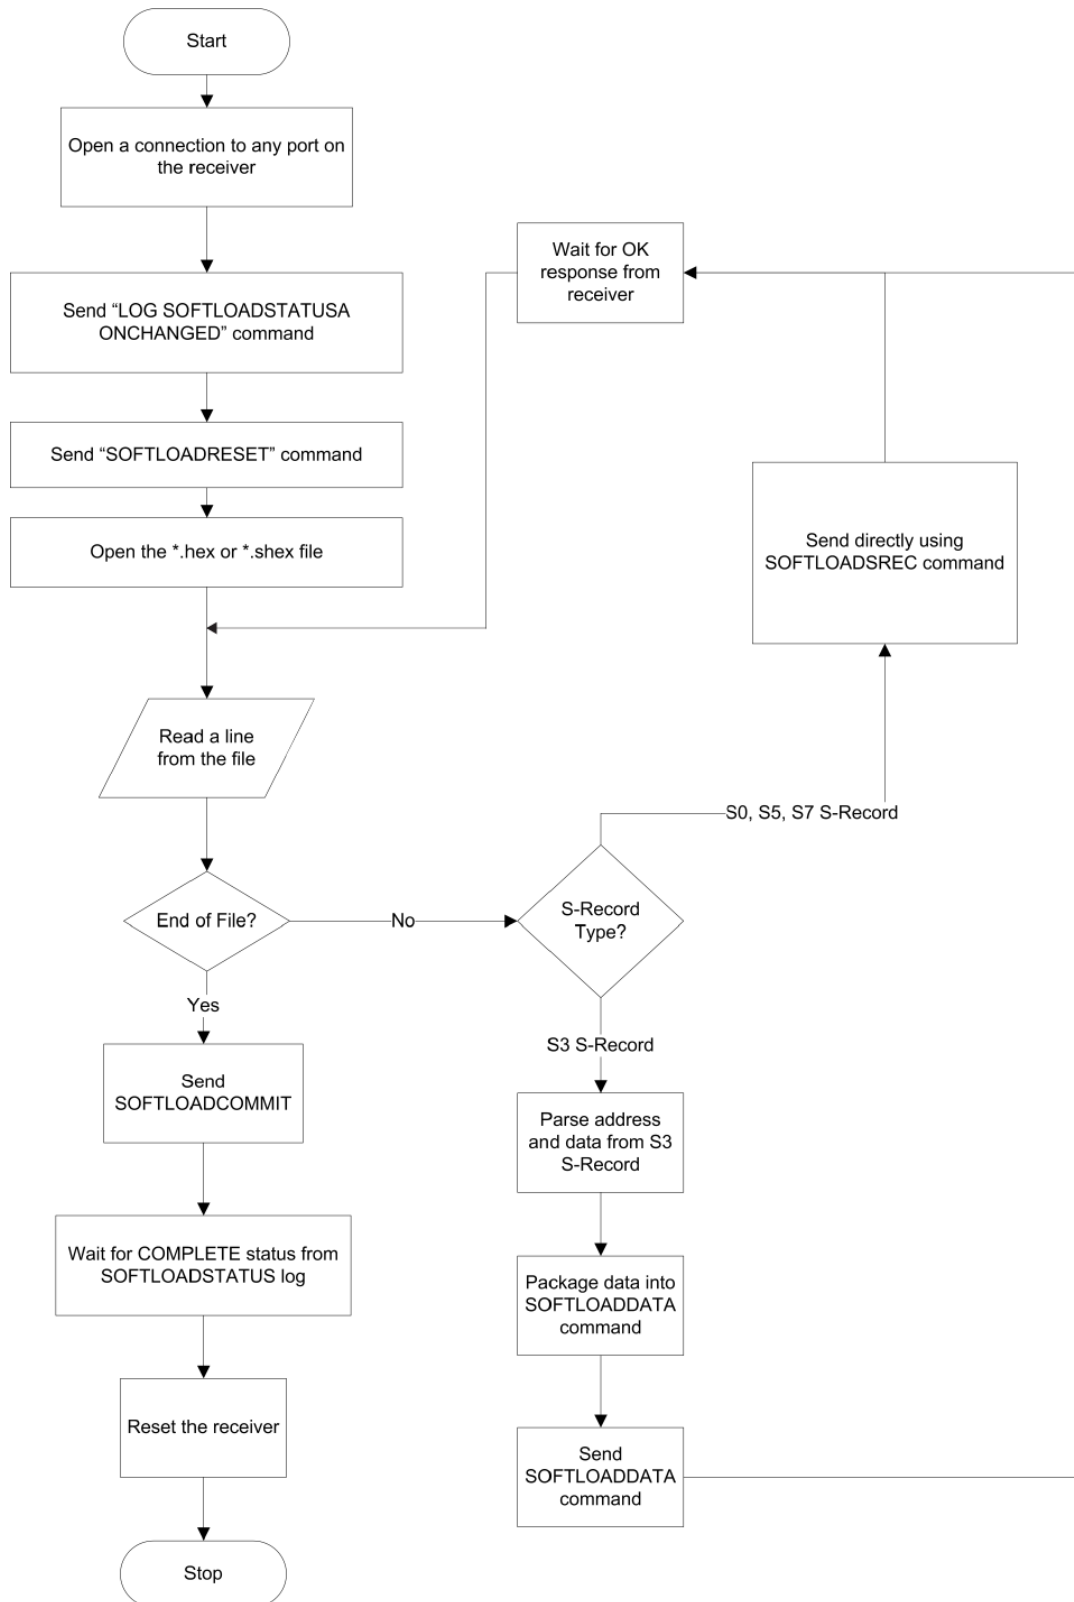 Start
Open a connection to any port on
the receiver
Send “LOG SOFTLOADSTATUSA
ONCHANGED” command
Send “SOFTLOADRESET” command
Open the *.hex or *.shex file
Read a line
from the file
End of File?
No
Yes
Send
SOFTLOADCOMMIT
Wait for COMPLETE status from
SOFTLOADSTATUS log
Reset the receiver
Stop
Wait for OK
response from
receiver
Send directly using
SOFTLOADSREC command
S0, S5, S7 S-Record
S-Record
Type?
S3 S-Record
Parse address
and data from S3
S-Record
Package data into
SOFTLOADDATA
command
Send
SOFTLOADDATA
command